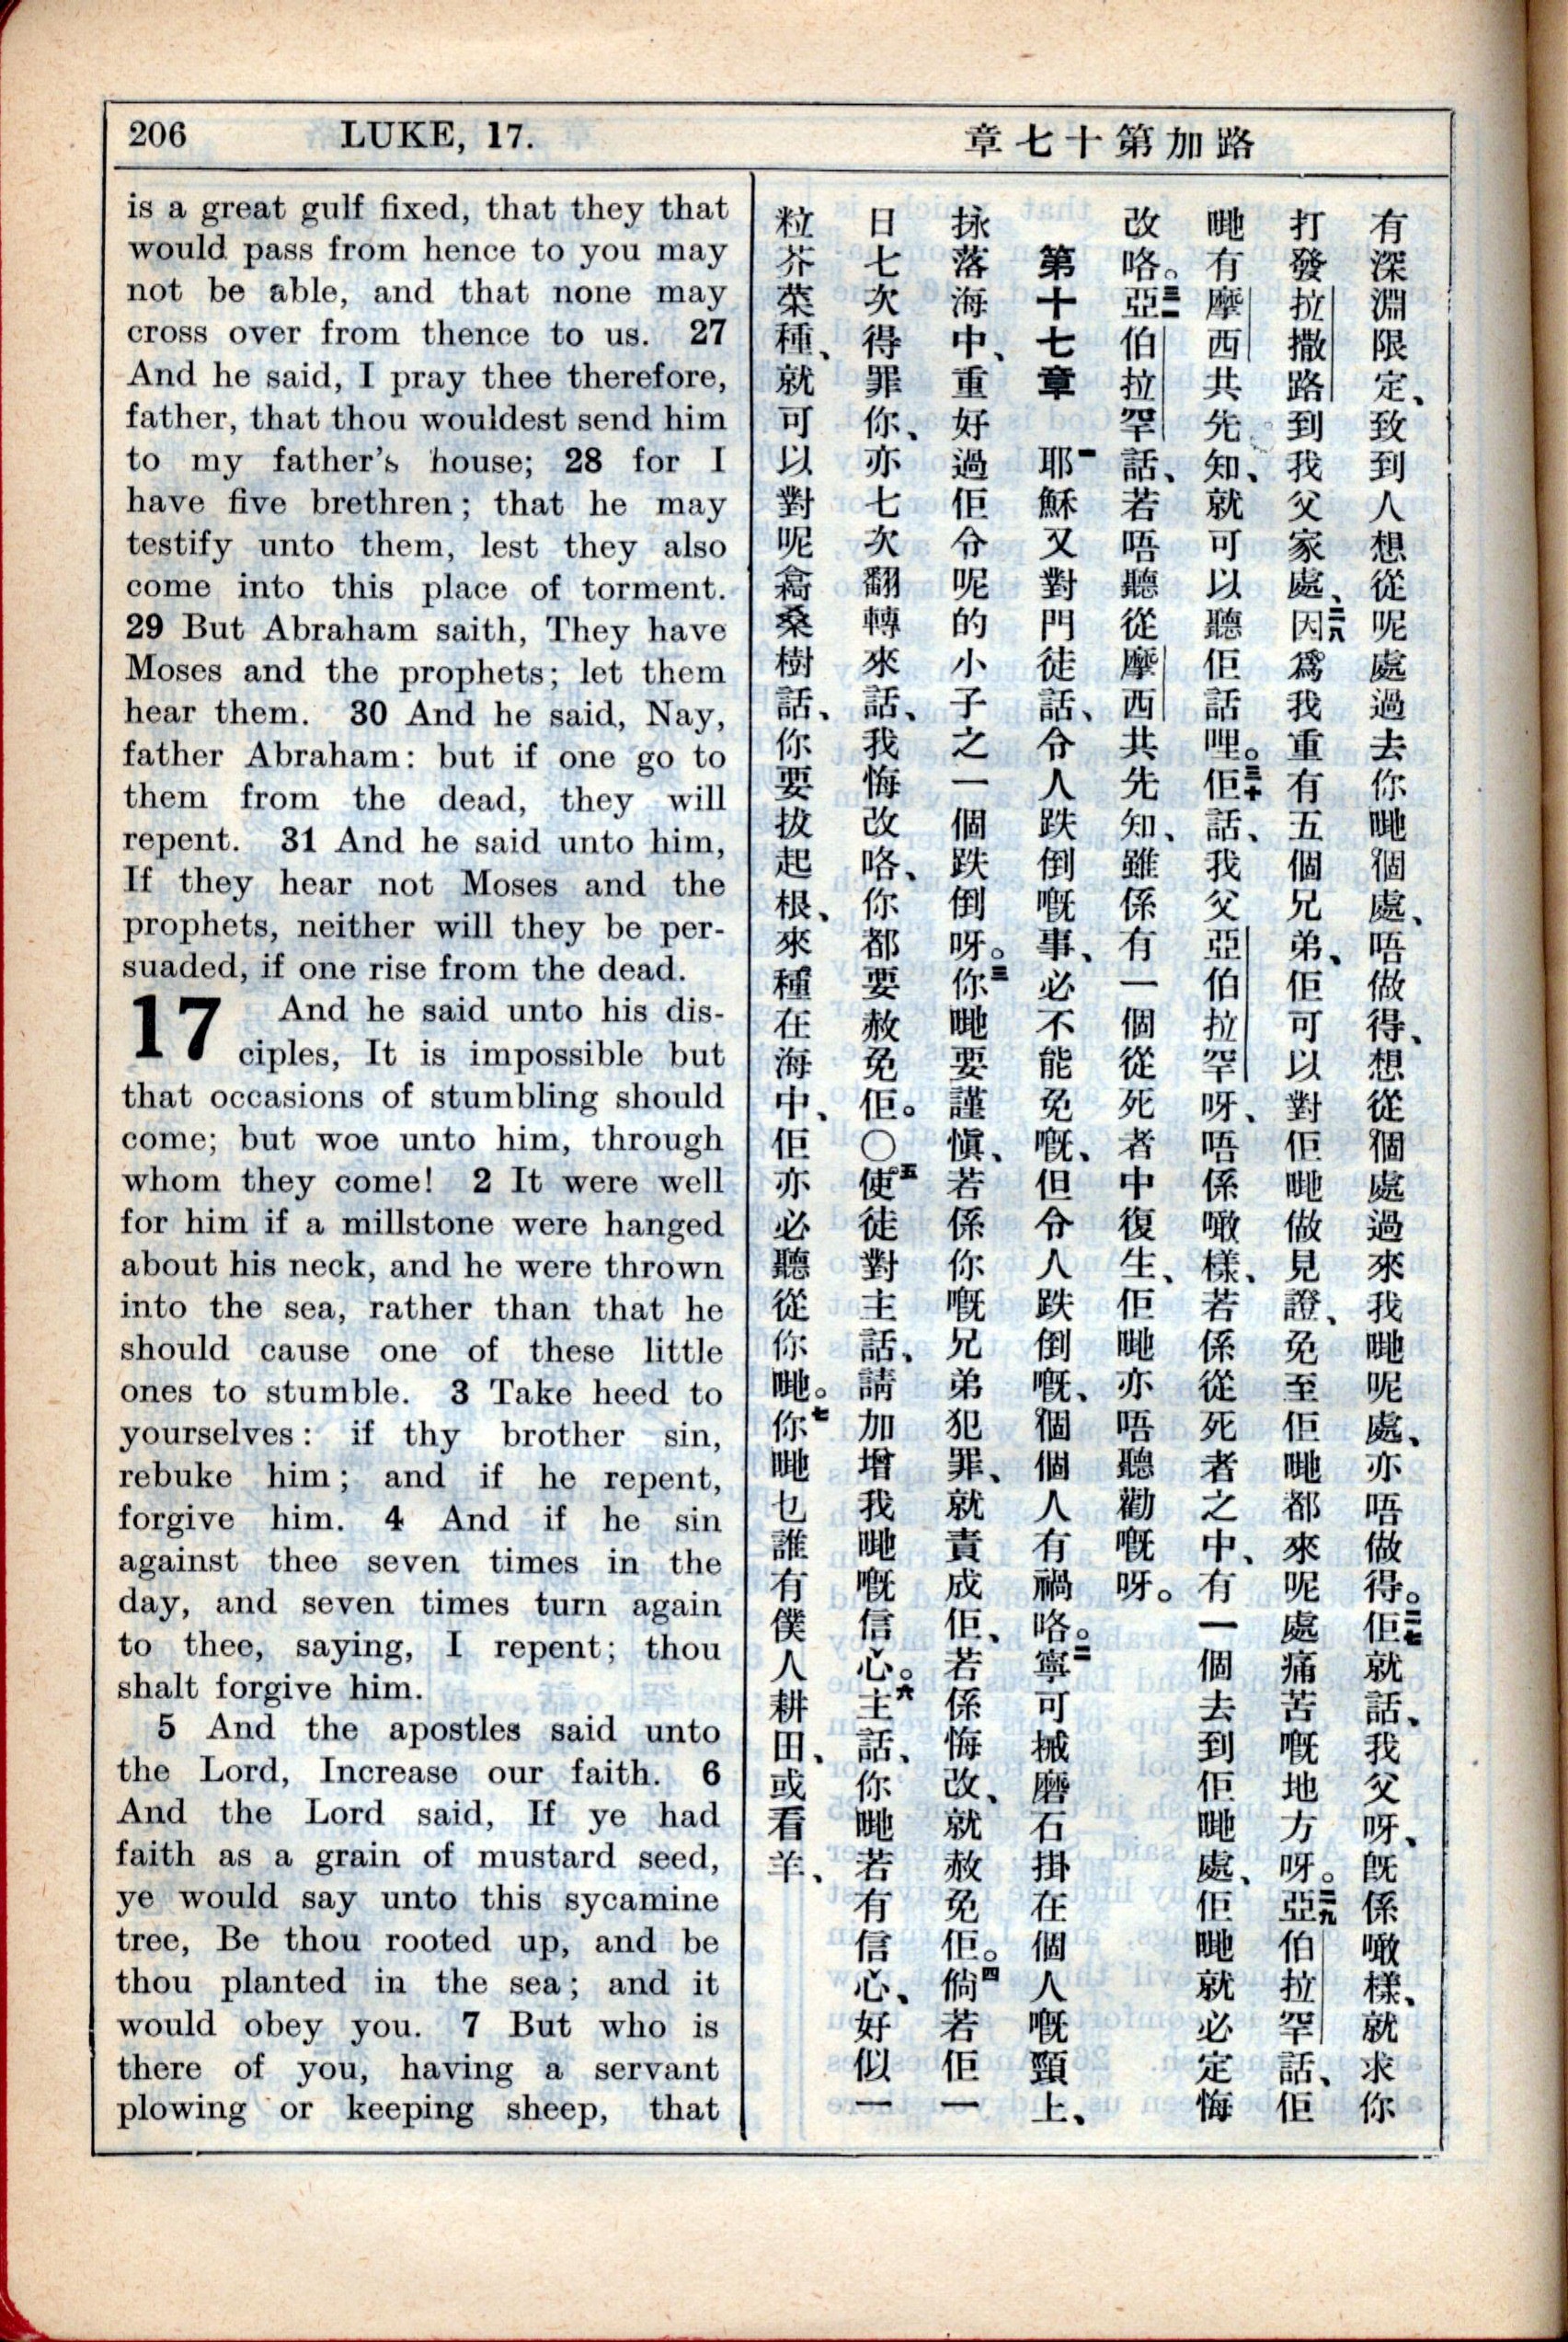 206 LUKE, 17.
章七十第加路
is a great gulf fixed, that they that
would pass from hence to you may
not be able, and that none may
cross over from thence to us. 27
And he said, I pray thee therefore,
father, that thou wouldest send him
to my father's house; 28 for I
have five brethren; that he may
testify unto them, lest they also
come into this place of torment.
29 But Abraham saith, They have
Moses and the prophets; let them
hear them. 30 And he said, Nay,
father Abraham: but if one go to
them from the dead, they will
repent. 31 And he said unto him,
If they hear not Moses and the
prophets, neither will they be per-
suaded, if one rise from the dead.
17 And he said unto his dis-
ciples, It is impossible but
that occasions of stumbling should
come; but woe unto him, through
whom they come! 2 It were well
for him if a millstone were hanged
about his neck, and he were thrown
into the sea, rather than that he
should cause one of these little
ones to stumble. 3 Take heed to
yourselves: if thy brother sin,
rebuke him; and if he repent,
forgive him. 4 And if he sin
against thee seven times in the
day, and seven times turn again
to thee, saying, I repent; thou
shalt forgive him.
5 And the apostles said unto
the Lord, Increase our faith. 6
And the Lord said, If ye had
faith as a grain of mustard seed,
ye would say unto this sycamine
tree, Be thou rooted up, and be
thou planted in the sea; and it
would obey you. 7 But who is
there of you, having a servant
plowing or keeping sheep, that
有深淵限定、致到人想從呢處過去你哋個處、唔做得、想從個處過來我哋呢處、亦唔做得。二七佢就話、我父呀、旣係噉樣、就求你
打發拉撒路到我父家處、因爲我重有五個兄弟、佢可以對佢哋做見證、免至佢哋都來呢處痛苦嘅地方呀。二九亞伯拉罕話、佢
哋有摩西共先知、就可以聽佢話哩。三十佢話、我父亞伯拉罕呀、唔係噉樣、若係從死者之中、有一個去到佢哋處、佢哋就必定悔
改咯。三一亞伯拉罕話、若唔聽從摩西共先知、雖係有一個從死者中復生、佢哋亦唔聽勸嘅呀。
第十七章 一耶穌又對門徒話、令人跌倒嘅事、必不能免嘅、但令人跌倒嘅、個個人有禍咯。二寧可掝磨石掛在個人嘅頸上、
揼落海中、重好過佢令呢的小子之一個跌倒呀。三你哋要謹愼、若係你嘅兄弟犯罪、就責成佢、若係悔改、就赦免佢。四倘若佢一
日七次得罪你、亦七次翻轉來話、我悔改咯、你都要赦免佢。〇五使徒對主話、請加增我哋嘅信心。六主話、你哋若有信心、好似一
粒芥菜種、就可以對呢喬桑樹話、你要拔起根、來種在海中、佢亦必聽從你哋。七你哋乜誰有僕人耕田、或看羊、